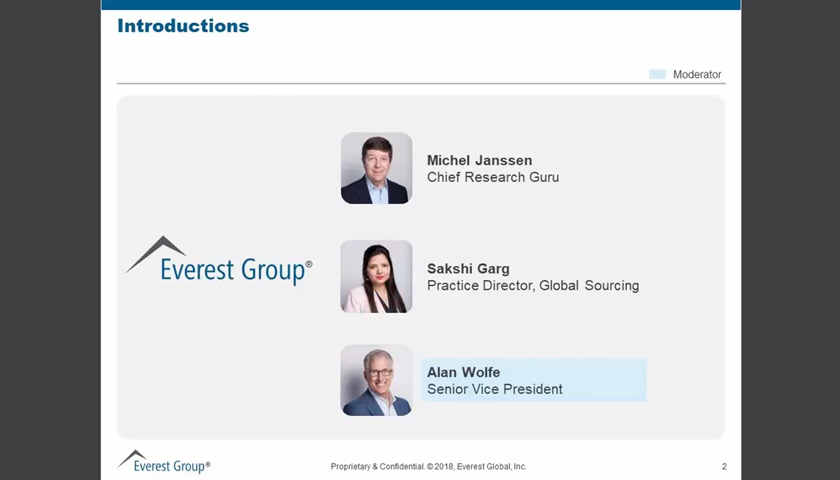 Introductions
Moderator
Michel Janssen
Chief Research Guru
Everest Group®
Sakshi Garg
Practice Director, Global Sourcing
Alan Wolfe
Senior Vice President
Everest Group®
Proprietary & Confidential. © 2018, Everest Global, Inc.
2